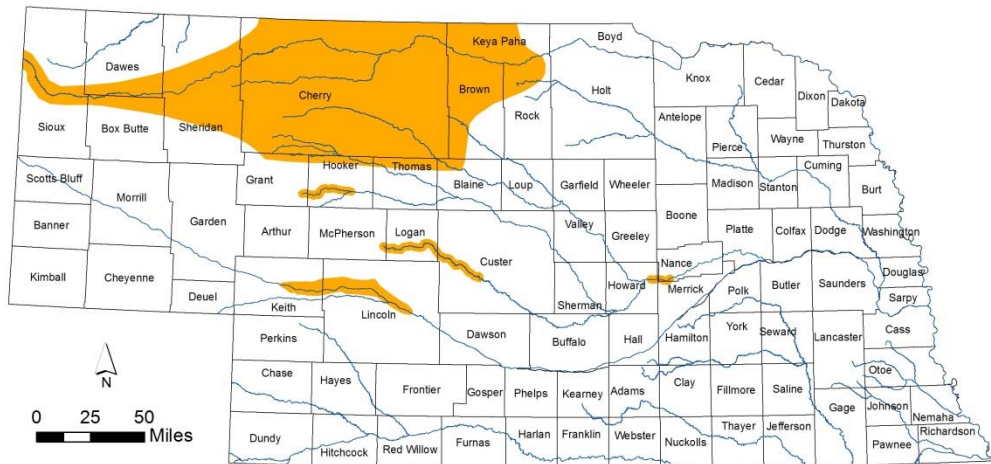 Keya Paha
Boyd
Dawes
Knox
Cedar
Cherry
Brown
Holt
Dixon
Dakota
Sioux
Box Butte
Sheridan
Rock
Antelope
Pierce
Wayne
Thurston
Scotts Bluff
Grant
Hooker
Thomas
Blaine
Loup
Garfield
Wheeler
Madison
Stanton
Cuming
Burt
Morrill
Garden
Banner
Arthur
McPherson
Logan
Custer
Valley
Greeley
Boone
Platte
Colfax
Dodge
Washington
Kimball
Cheyenne
Deuel
Keith
Lincoln
Sherman
Howard
Nance
Merrick
Polk
Butler
Saunders
Douglas
Sarpy
Perkins
Dawson
Buffalo
Hall
Hamilton
York
Seward
Lancaster
Cass
Otoe
Chase
Hayes
Frontier
Gosper
Phelps
Kearney
Adams
Clay
Fillmore
Saline
Gage
Johnson
Nemaha
Dundy
Hitchcock
Red Willow
Furnas
Harlan
Franklin
Webster
Nuckolls
Thayer
Jefferson
Pawnee
Richardson
N
0 25 50
Miles